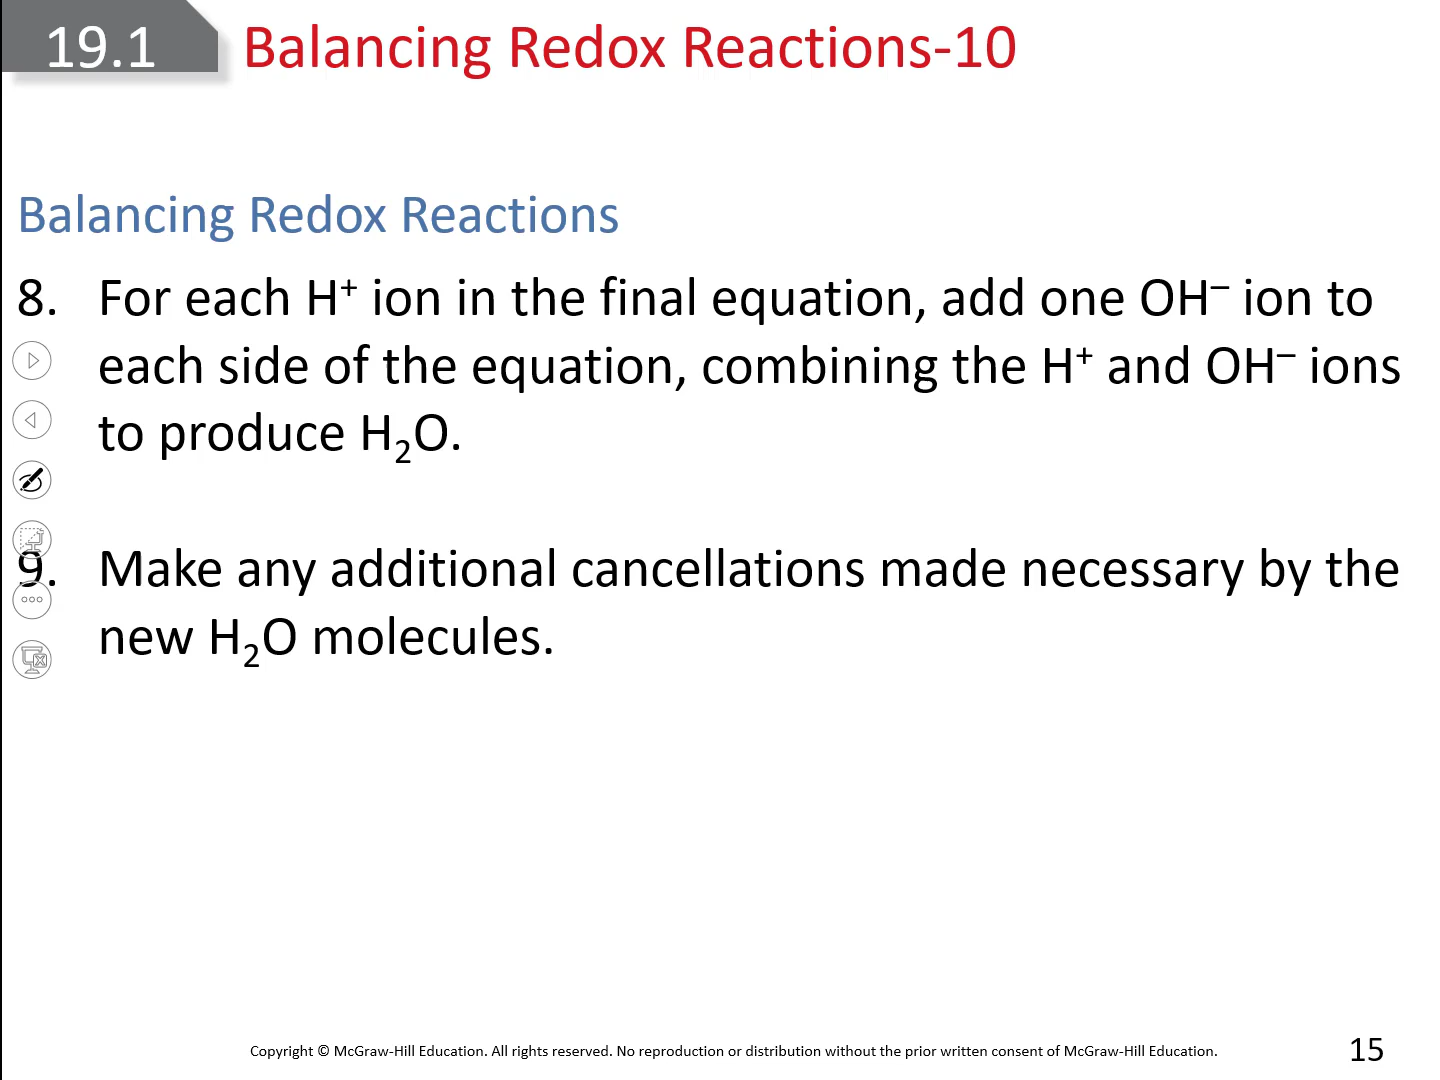 19.1 Balancing Redox Reactions-10
Balancing Redox Reactions
8. For each H⁺ ion in the final equation, add one OH⁻ ion to
each side of the equation, combining the H⁺ and OH⁻ ions
to produce H₂O.
9. Make any additional cancellations made necessary by the
new H₂O molecules.
Copyright © McGraw-Hill Education. All rights reserved. No reproduction or distribution without the prior written consent of McGraw-Hill Education.
15